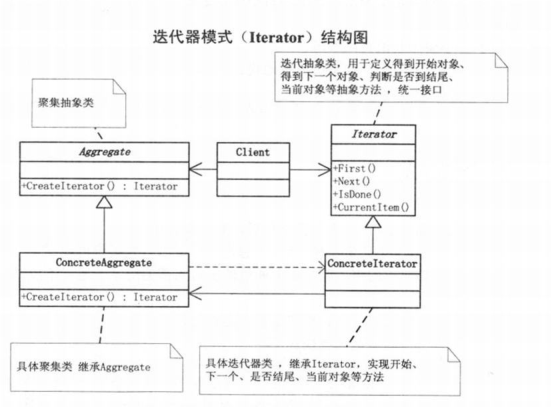 迭代器模式（Iterator）结构图
迭代抽象类，用于定义得到开始对象、
得到下一个对象、判断是否到结尾、
当前对象等抽象方法，统一接口
聚集抽象类
Aggregate
+CreateIterator() : Iterator
Client
Iterator
+First()
+Next()
+IsDone()
+CurrentItem()
ConcreteAggregate
+CreateIterator() : Iterator
ConcreteIterator
具体聚集类 继承Aggregate
具体迭代器类，继承Iterator，实现开始、
下一个、是否结尾、当前对象等方法